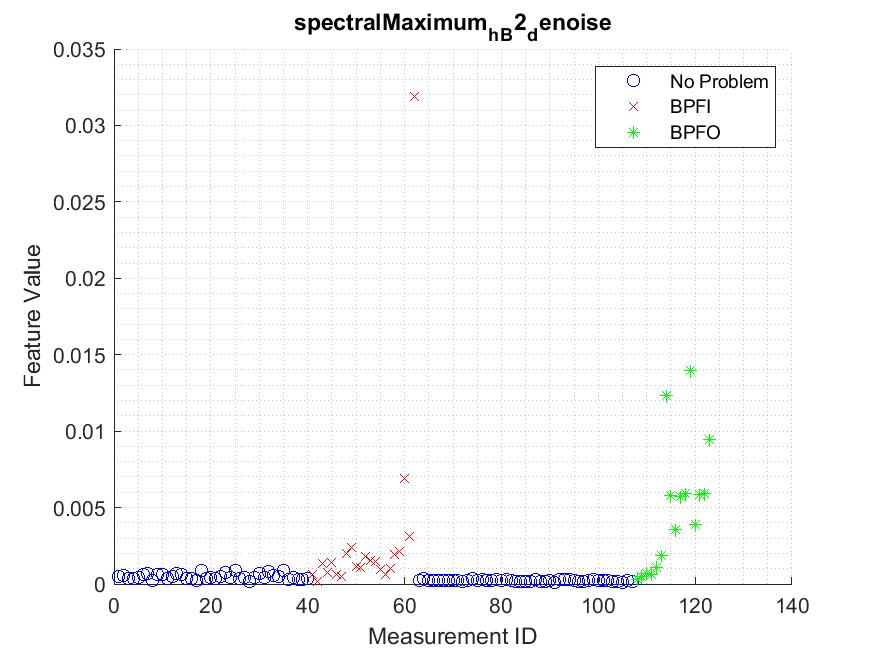 spectralMaximum_hB2_denoise
0.035
0.03
0.025
0.02
0.015
0.01
0.005
0
Feature Value
No Problem
BPFI
BPFO
0 20 40 60 80 100 120 140
Measurement ID